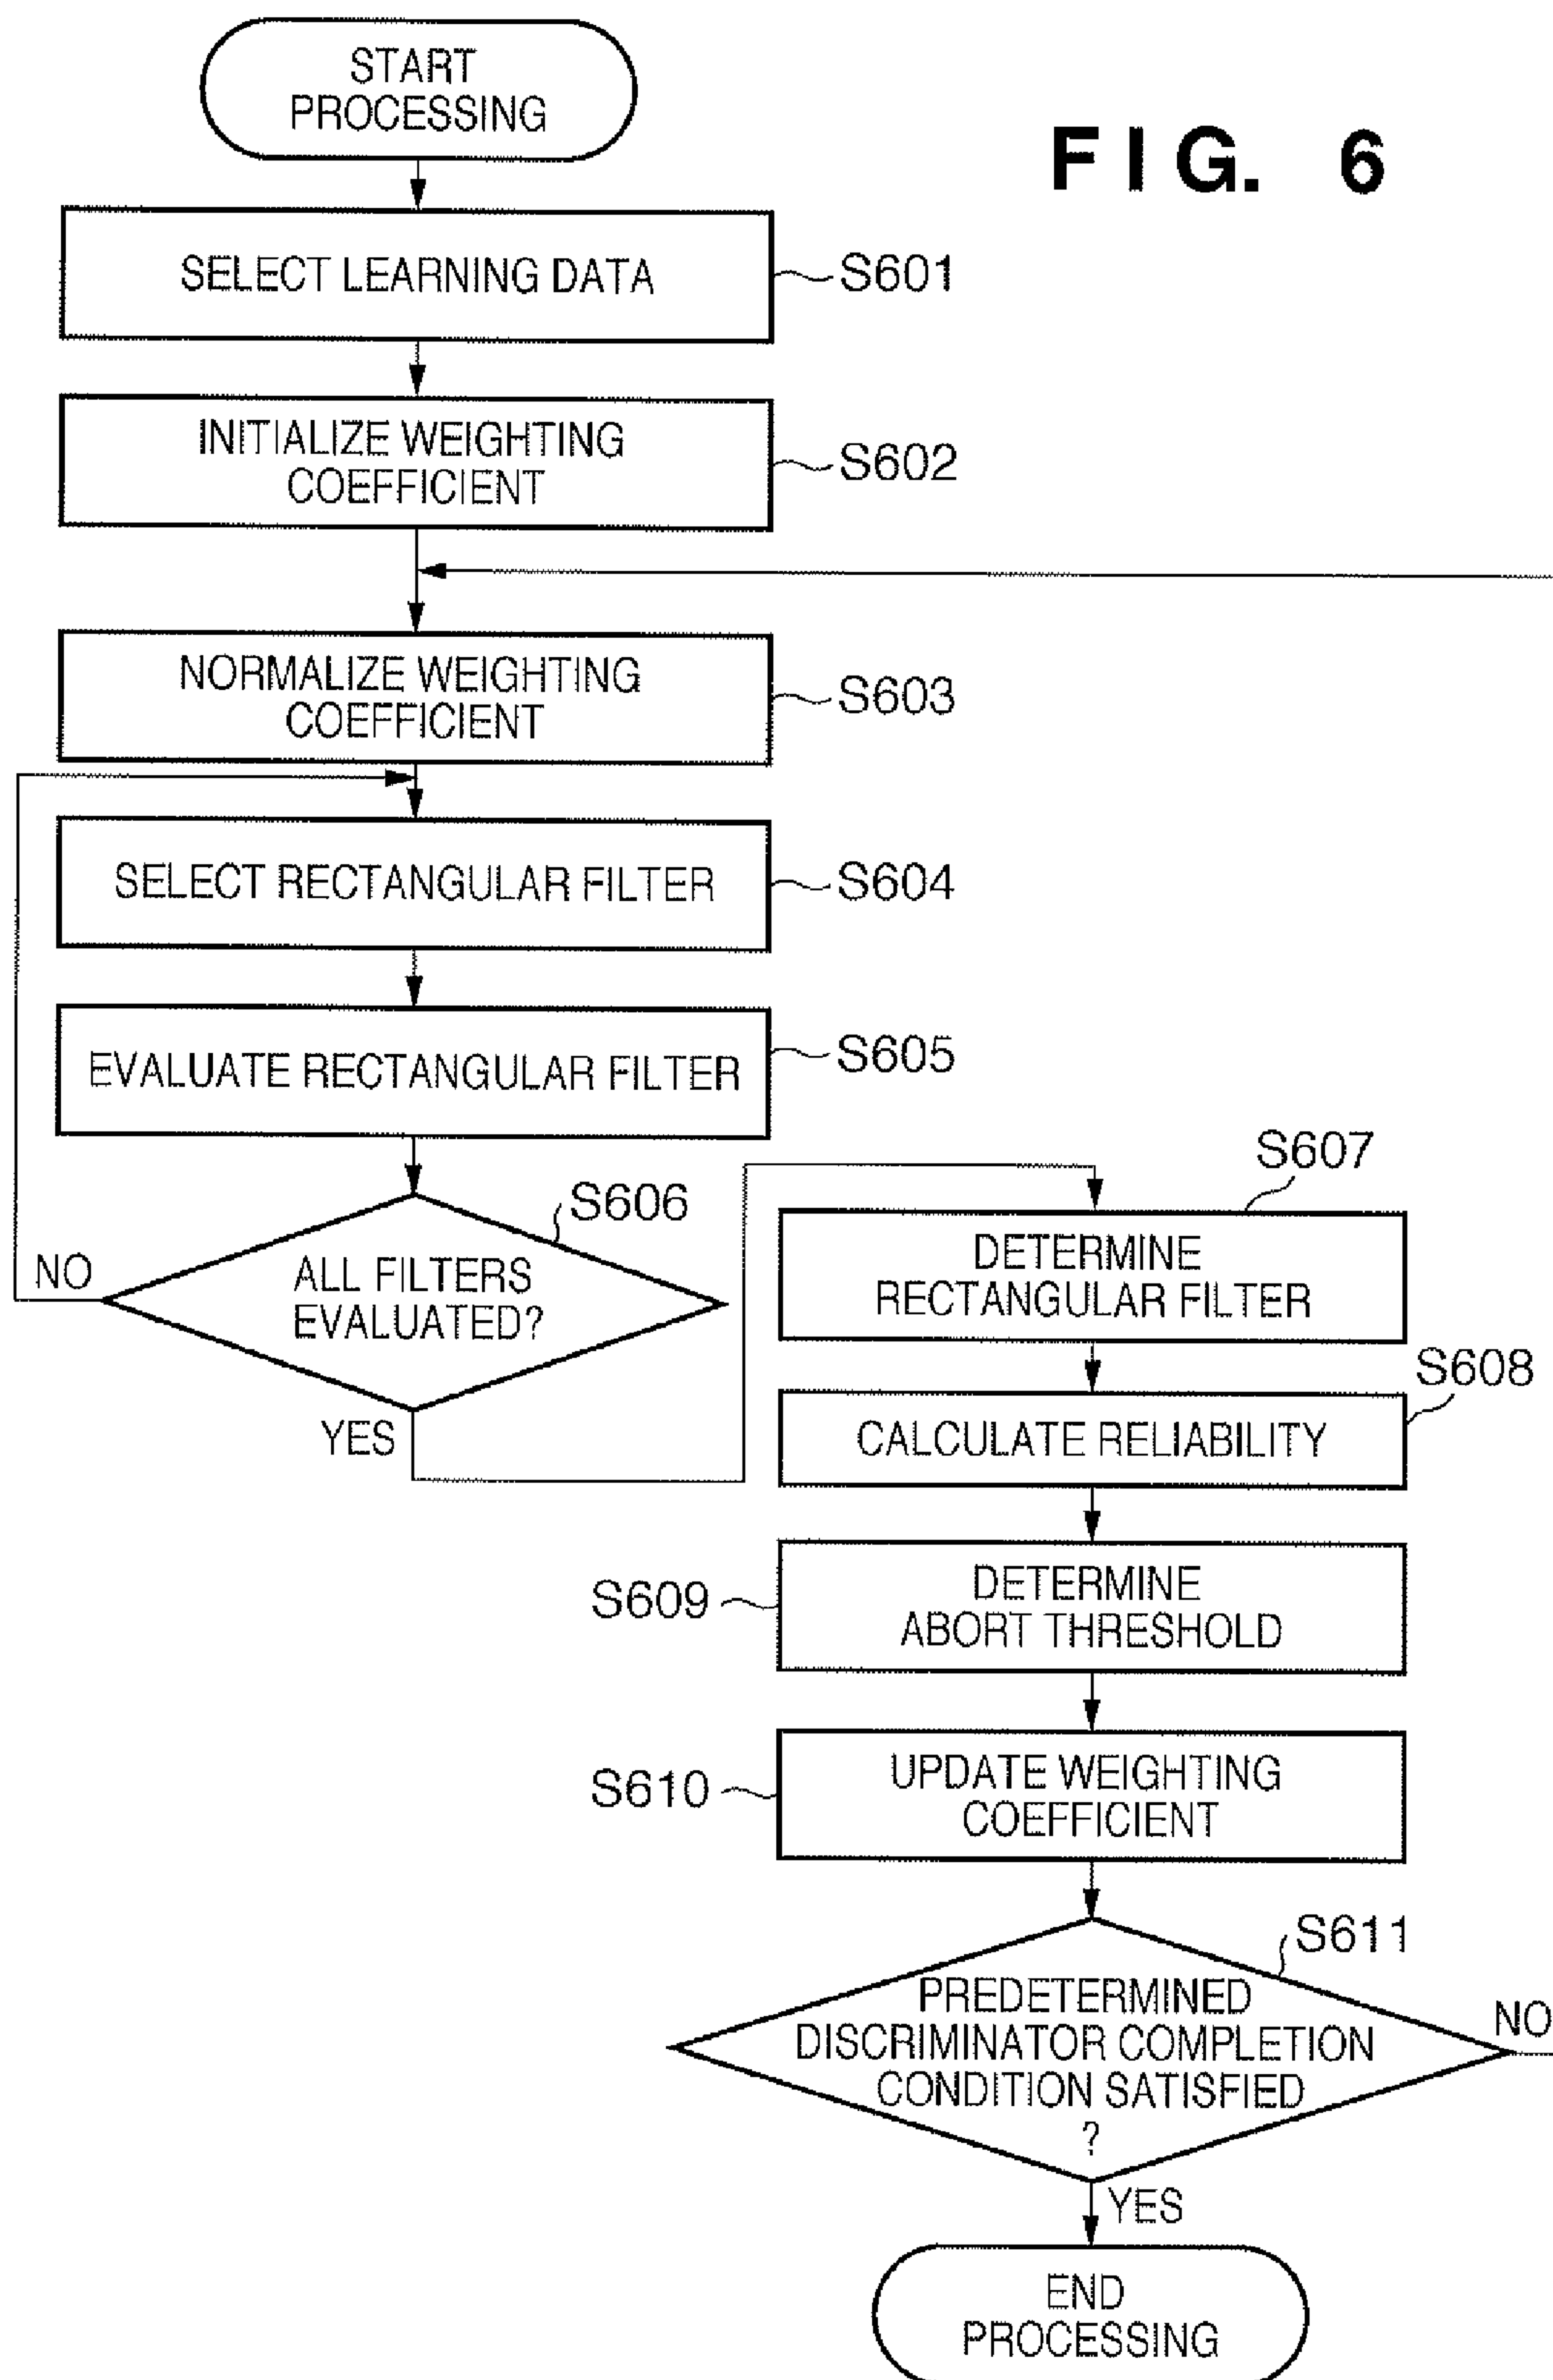 FIG. 6
START
PROCESSING
SELECT LEARNING DATA
S601
INITIALIZE WEIGHTING
COEFFICIENT
S602
NORMALIZE WEIGHTING
COEFFICIENT
S603
SELECT RECTANGULAR FILTER
S604
EVALUATE RECTANGULAR FILTER
S605
S606
ALL FILTERS
EVALUATED?
NO
YES
S607
DETERMINE
RECTANGULAR FILTER
S608
CALCULATE RELIABILITY
S609
DETERMINE
ABORT THRESHOLD
S610
UPDATE WEIGHTING
COEFFICIENT
S611
PREDETERMINED
DISCRIMINATOR COMPLETION
CONDITION SATISFIED
?
NO
YES
END
PROCESSING